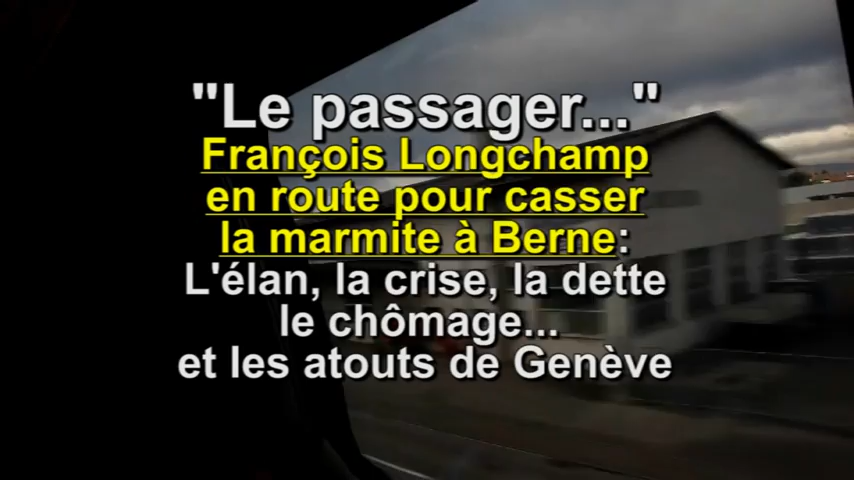 "Le passager..."
François Longchamp
en route pour casser
la marmite à Berne:
L'élan, la crise, la dette
le chômage...
et les atouts de Genève